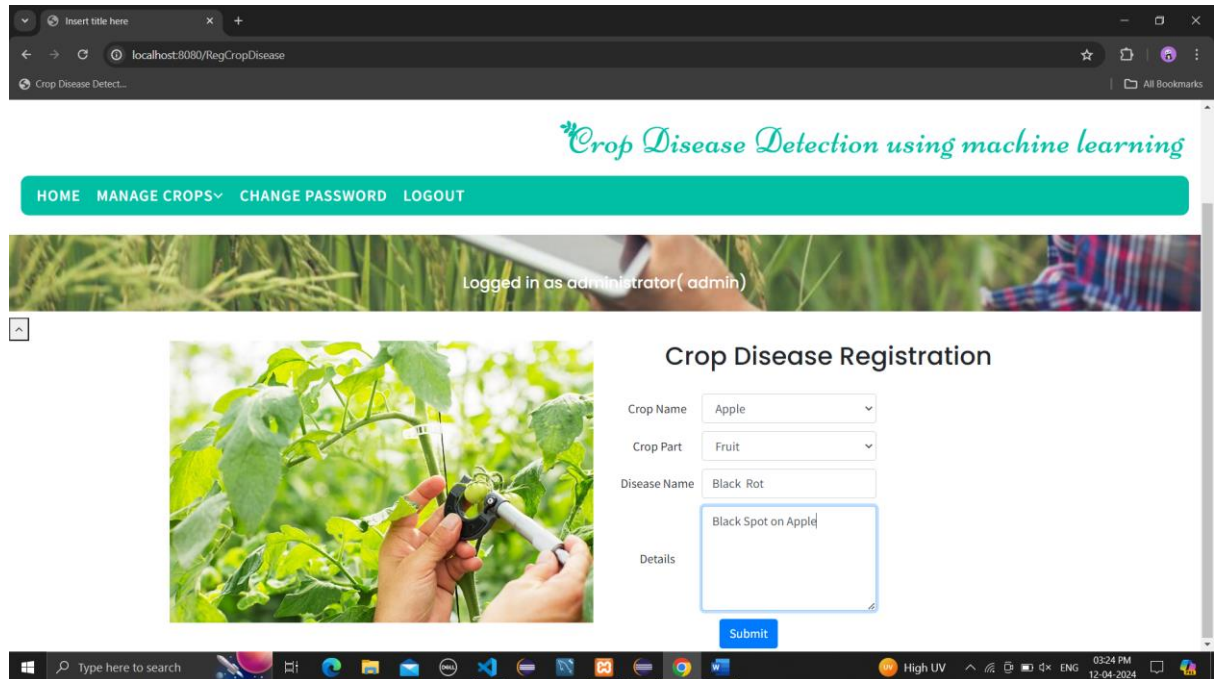 Insert title here
localhost:8080/RegCropDisease
Crop Disease Detect...
All Bookmarks
Crop Disease Detection using machine learning
HOME MANAGE CROPS CHANGE PASSWORD LOGOUT
Logged in as administrator( admin)
Crop Disease Registration
Crop Name Apple
Crop Part Fruit
Disease Name Black Rot
Details Black Spot on Apple
Submit
Type here to search
DELL
W
UV High UV ENG 03:24 PM
12-04-2024